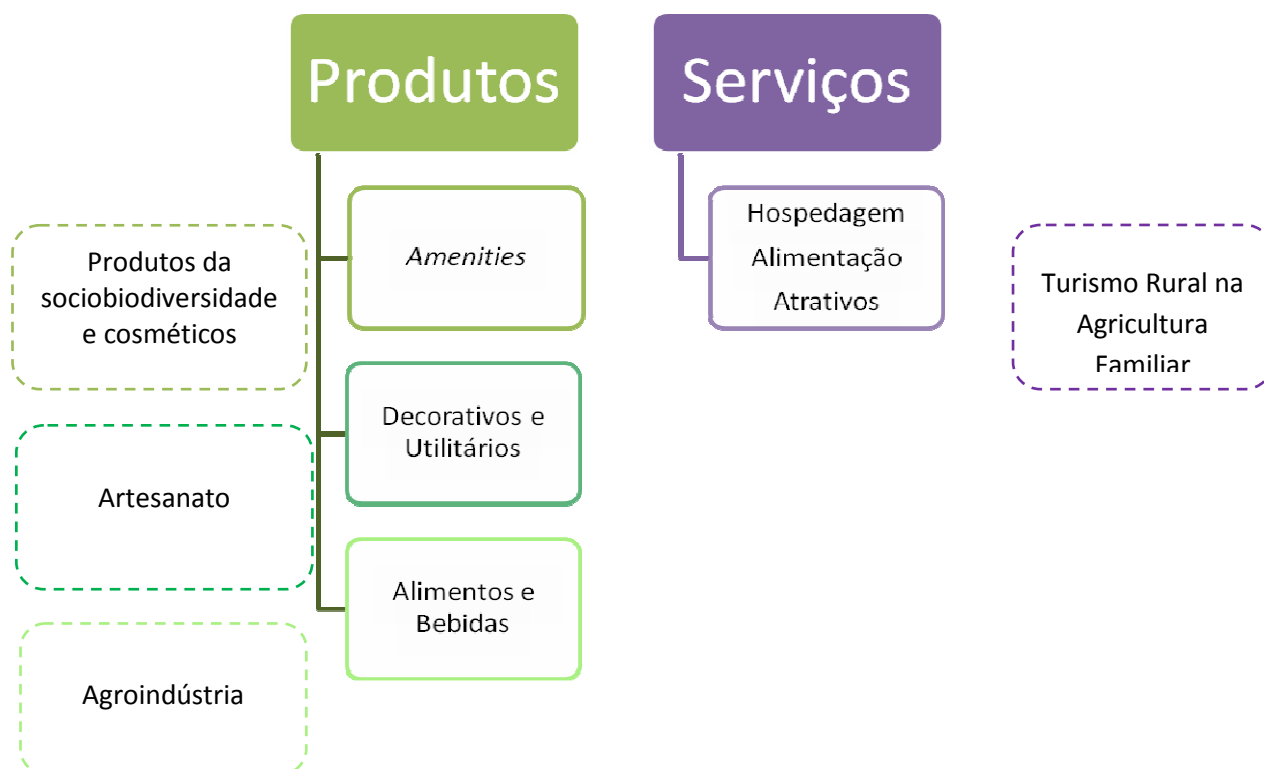 Produtos
Serviços
Produtos da
sociobiodiversidade
e cosméticos
Amenities
Hospedagem
Alimentação
Atrativos
Turismo Rural na
Agricultura
Familiar
Artesanato
Decorativos e
Utilitários
Agroindústria
Alimentos e
Bebidas